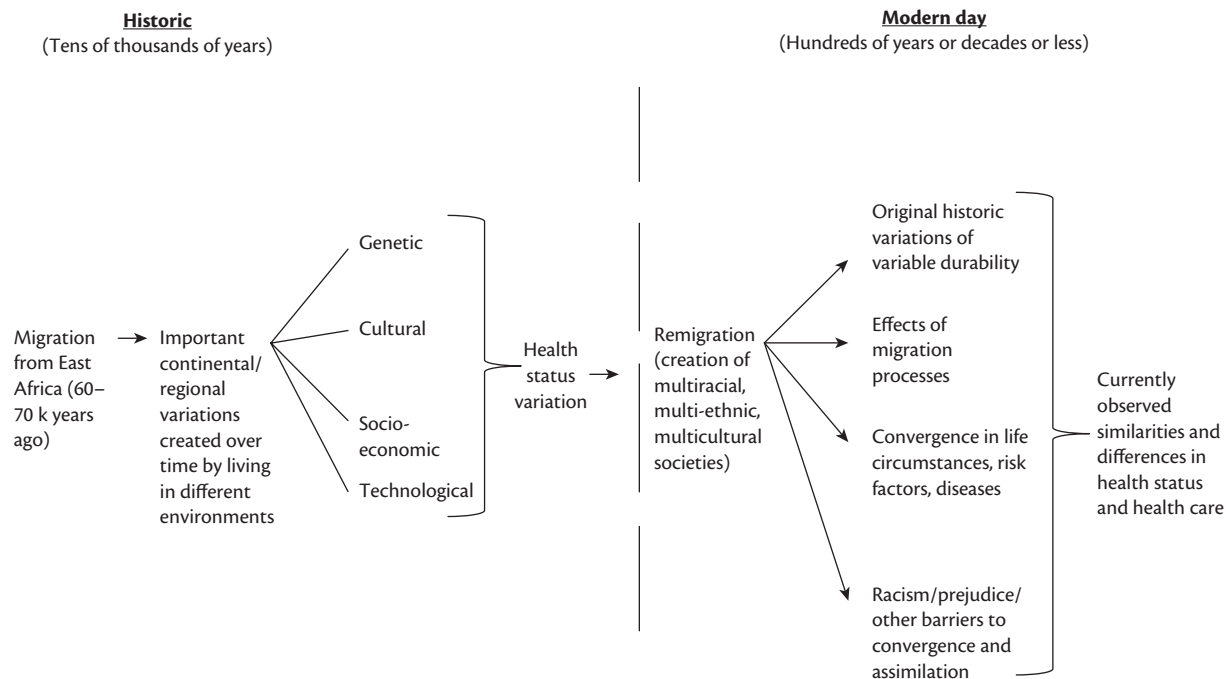 Historic
(Tens of thousands of years)
Modern day
(Hundreds of years or decades or less)
Migration
from East
Africa (60–
70 k years
ago)
Important
continental/
regional
variations
created over
time by living
in different
environments
Genetic
Cultural
Socio-
economic
Technological
Health
status
variation
Remigration
(creation of
multiracial,
multi-ethnic,
multicultural
societies)
Original historic
variations of
variable durability
Effects of
migration
processes
Convergence in life
circumstances, risk
factors, diseases
Racism/prejudice/
other barriers to
convergence and
assimilation
Currently
observed
similarities and
differences in
health status
and health care